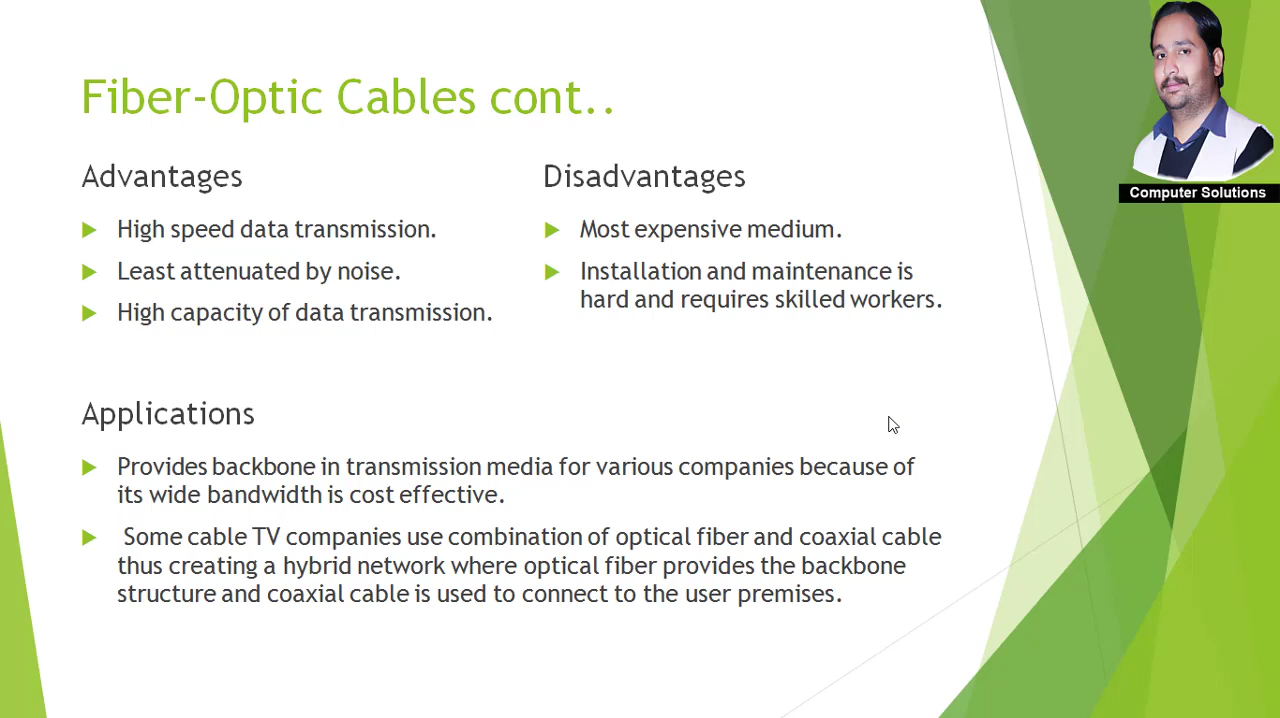 Fiber-Optic Cables cont..
Advantages
High speed data transmission.
Least attenuated by noise.
High capacity of data transmission.
Disadvantages
Most expensive medium.
Installation and maintenance is
hard and requires skilled workers.
Applications
Provides backbone in transmission media for various companies because of
its wide bandwidth is cost effective.
Some cable TV companies use combination of optical fiber and coaxial cable
thus creating a hybrid network where optical fiber provides the backbone
structure and coaxial cable is used to connect to the user premises.
Computer Solutions